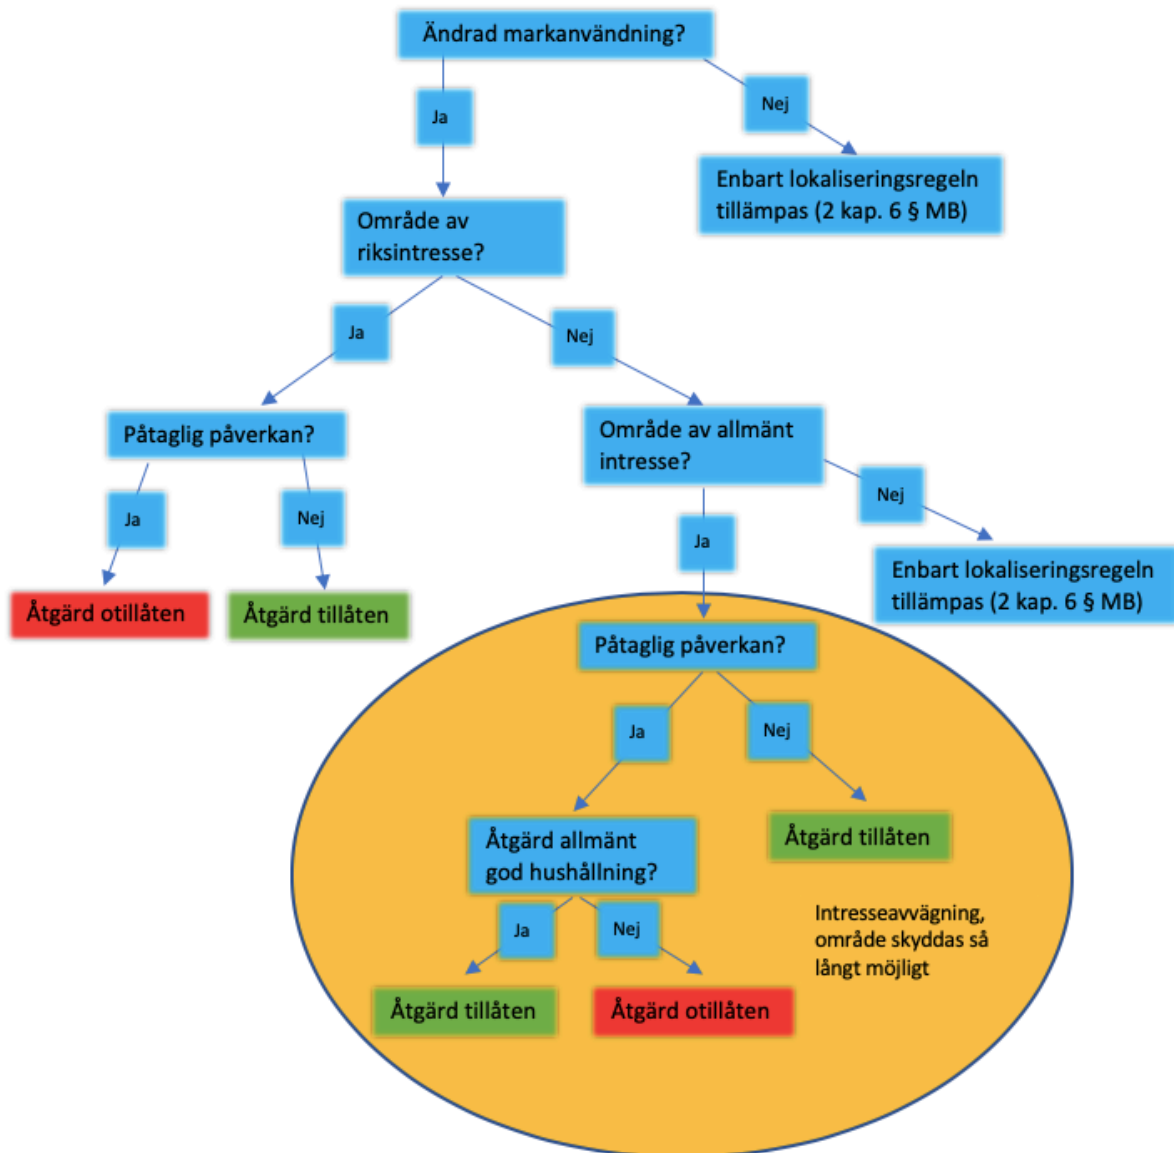 Ändrad markanvändning?
Ja
Nej
Enbart lokaliseringsregeln
tillämpas (2 kap. 6 § MB)
Område av
riksintresse?
Ja
Nej
Påtaglig påverkan?
Område av allmänt
intresse?
Ja
Nej
Nej
Ja
Åtgärd otillåten
Åtgärd tillåten
Enbart lokaliseringsregeln
tillämpas (2 kap. 6 § MB)
Påtaglig påverkan?
Ja
Nej
Åtgärd allmänt
god hushållning?
Åtgärd tillåten
Ja
Nej
Intresseavvägning,
område skyddas så
långt möjligt
Åtgärd tillåten
Åtgärd otillåten